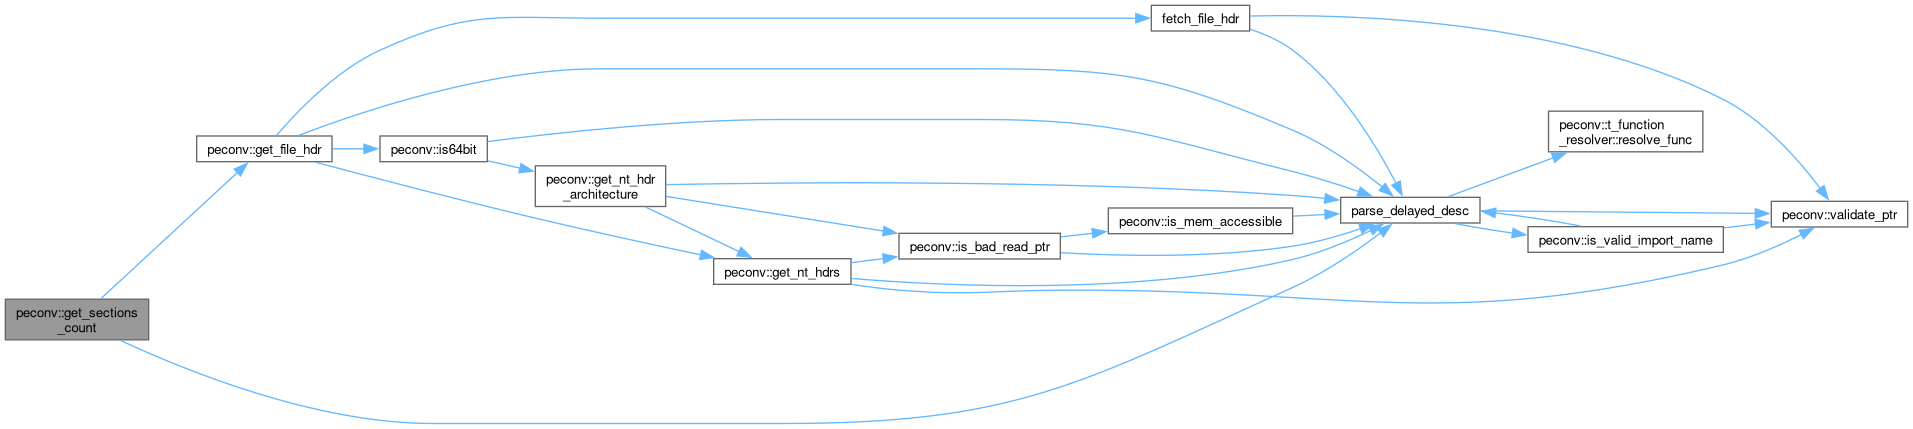 fetch_file_hdr
peconv::get_file_hdr
peconv::is64bit
peconv::t_function
_resolver::resolve_func
peconv::get_nt_hdr
_architecture
parse_delayed_desc
peconv::validate_ptr
peconv::is_mem_accessible
peconv::is_valid_import_name
peconv::is_bad_read_ptr
peconv::get_nt_hdrs
peconv::get_sections
_count